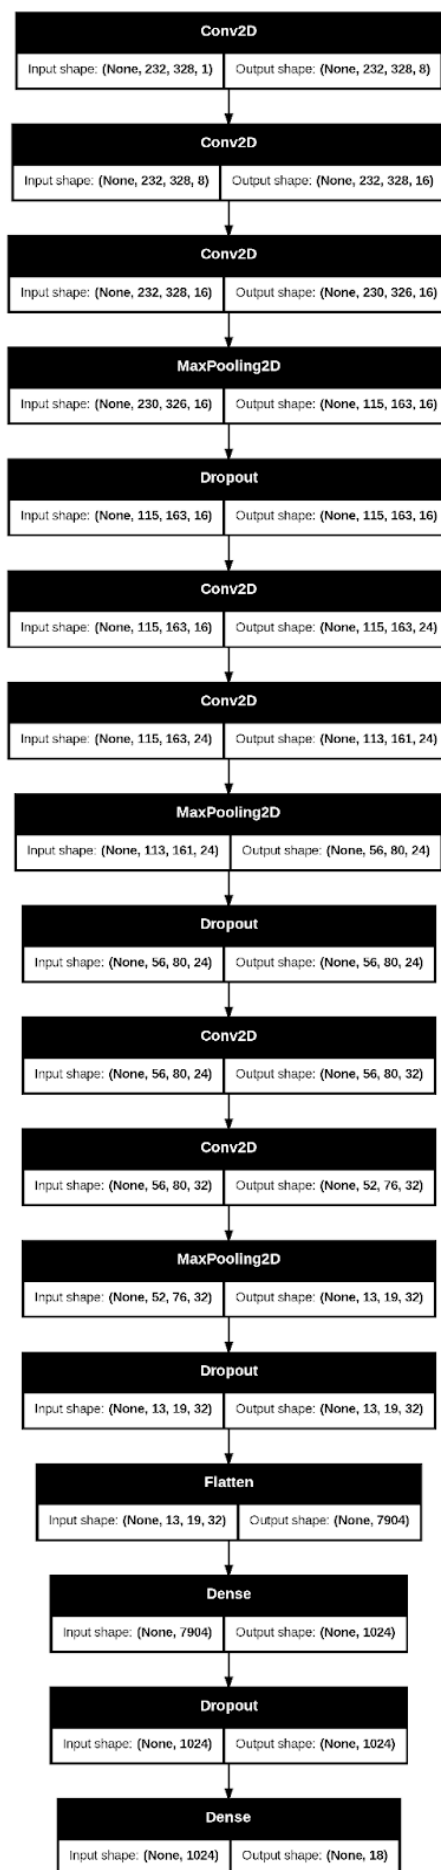 Conv2D
Input shape: (None, 232, 328, 1) Output shape: (None, 232, 328, 8)
Conv2D
Input shape: (None, 232, 328, 8) Output shape: (None, 232, 328, 16)
Conv2D
Input shape: (None, 232, 328, 16) Output shape: (None, 230, 326, 16)
MaxPooling2D
Input shape: (None, 230, 326, 16) Output shape: (None, 115, 163, 16)
Dropout
Input shape: (None, 115, 163, 16) Output shape: (None, 115, 163, 16)
Conv2D
Input shape: (None, 115, 163, 16) Output shape: (None, 115, 163, 24)
Conv2D
Input shape: (None, 115, 163, 24) Output shape: (None, 113, 161, 24)
MaxPooling2D
Input shape: (None, 113, 161, 24) Output shape: (None, 56, 80, 24)
Dropout
Input shape: (None, 56, 80, 24) Output shape: (None, 56, 80, 24)
Conv2D
Input shape: (None, 56, 80, 24) Output shape: (None, 56, 80, 32)
Conv2D
Input shape: (None, 56, 80, 32) Output shape: (None, 52, 76, 32)
MaxPooling2D
Input shape: (None, 52, 76, 32) Output shape: (None, 13, 19, 32)
Dropout
Input shape: (None, 13, 19, 32) Output shape: (None, 13, 19, 32)
Flatten
Input shape: (None, 13, 19, 32) Output shape: (None, 7904)
Dense
Input shape: (None, 7904) Output shape: (None, 1024)
Dropout
Input shape: (None, 1024) Output shape: (None, 1024)
Dense
Input shape: (None, 1024) Output shape: (None, 18)